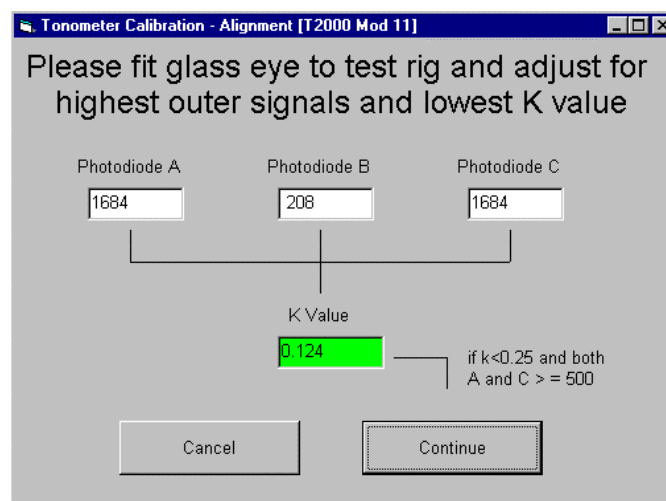 Tonometer Calibration - Alignment [T2000 Mod 11]
Please fit glass eye to test rig and adjust for
highest outer signals and lowest K value
Photodiode A Photodiode B Photodiode C
1684 208 1684
K Value
0.124
if k<0.25 and both
A and C > = 500
Cancel Continue